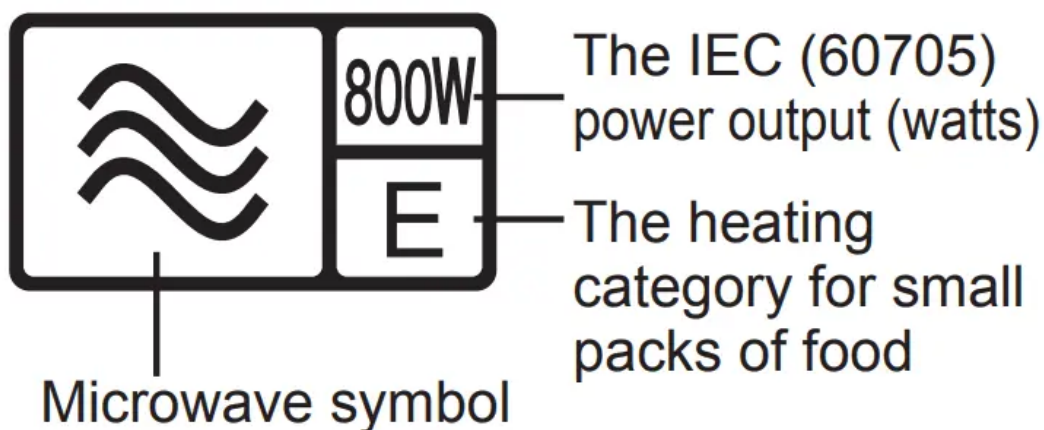 800W
The IEC (60705)
power output (watts)
E
The heating
category for small
packs of food
Microwave symbol